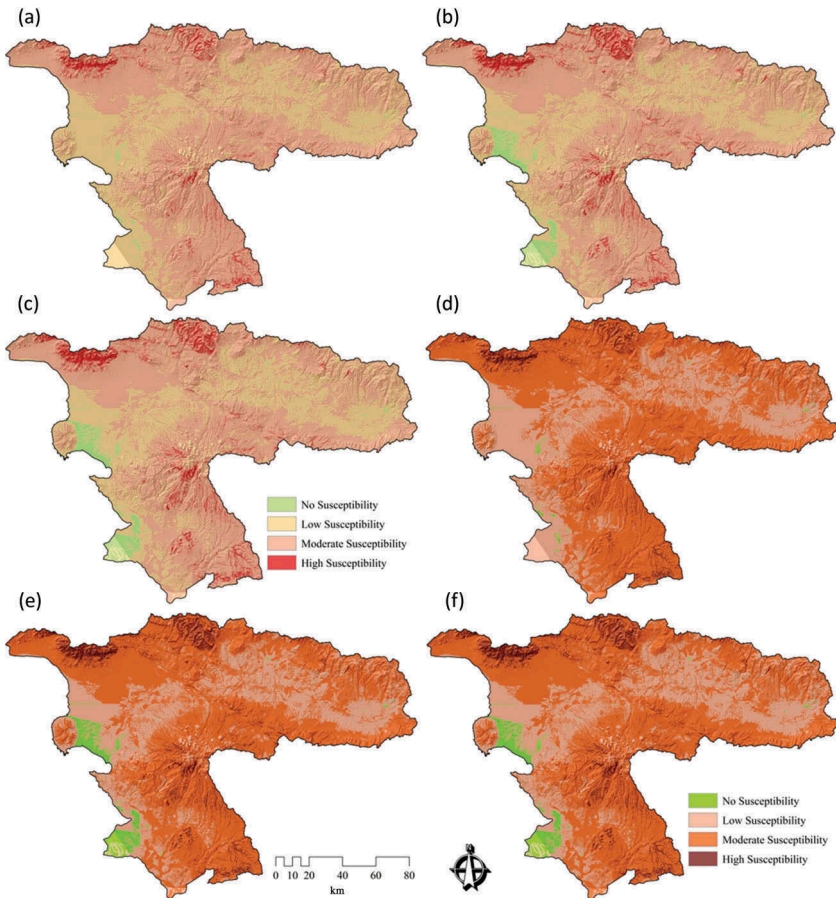 (a)
(b)
(c)
(d)
No Susceptibility
Low Susceptibility
Moderate Susceptibility
High Susceptibility
(e)
(f)
No Susceptibility
Low Susceptibility
Moderate Susceptibility
High Susceptibility
0 10 20 40 60 80
km